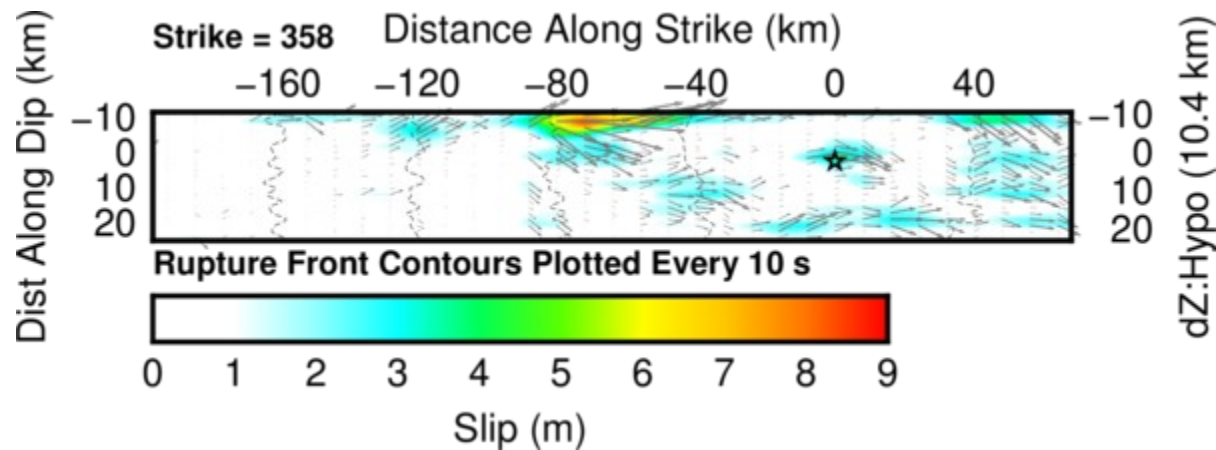 Strike = 358
Distance Along Strike (km)
−160 −120 −80 −40 0 40
Dist Along Dip (km)
−10
0
10
20
−10
0
10
20
dZ:Hypo (10.4 km)
Rupture Front Contours Plotted Every 10 s
0 1 2 3 4 5 6 7 8 9
Slip (m)